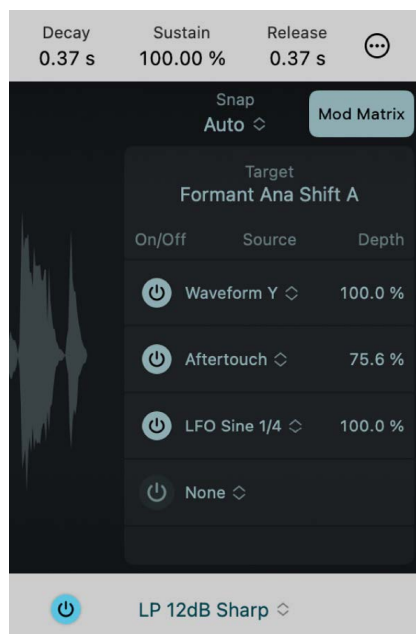 Decay Sustain Release
0.37 s 100.00 % 0.37 s
Snap
Auto
Mod Matrix
Target
Formant Ana Shift A
On/Off Source Depth
Waveform Y 100.0 %
Aftertouch 75.6 %
LFO Sine 1/4 100.0 %
None
LP 12dB Sharp